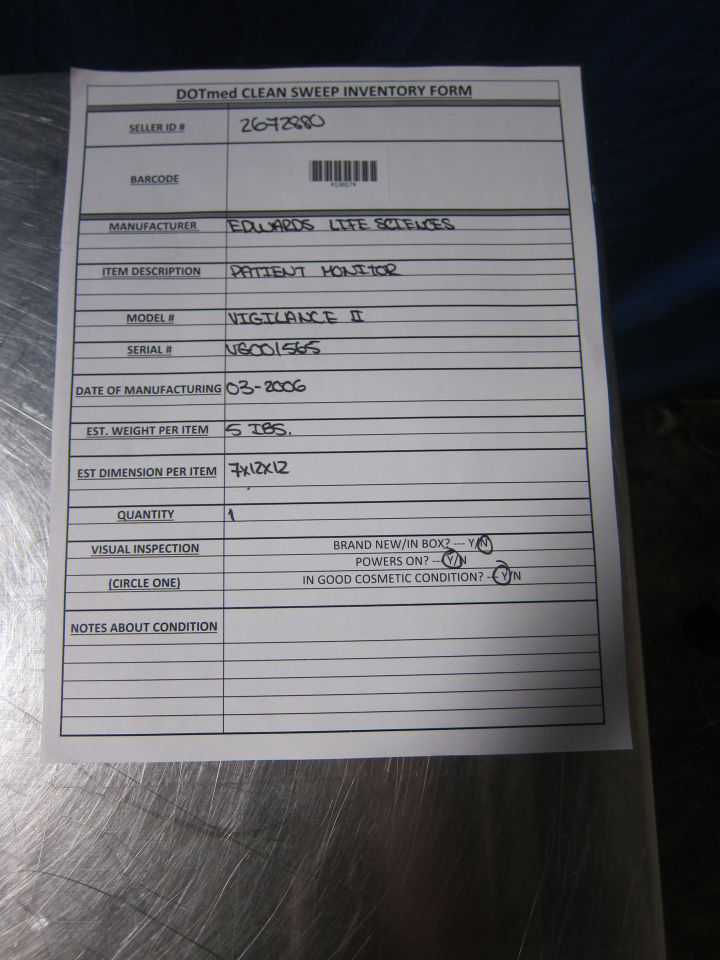 DOTmed CLEAN SWEEP INVENTORY FORM
SELLER ID # 2672880
BARCODE
*13017*
MANUFACTURER EDWARDS LIFE SCIENCES
ITEM DESCRIPTION PATIENT MONITOR
MODEL # VIGILANCE II
SERIAL # VG001565
DATE OF MANUFACTURING 03-2006
EST. WEIGHT PER ITEM 5 IBS.
EST DIMENSION PER ITEM 7x12x12
QUANTITY 1
VISUAL INSPECTION BRAND NEW/IN BOX? --- Y/N
POWERS ON? -- Y/N
(CIRCLE ONE) IN GOOD COSMETIC CONDITION? -- Y/N
NOTES ABOUT CONDITION